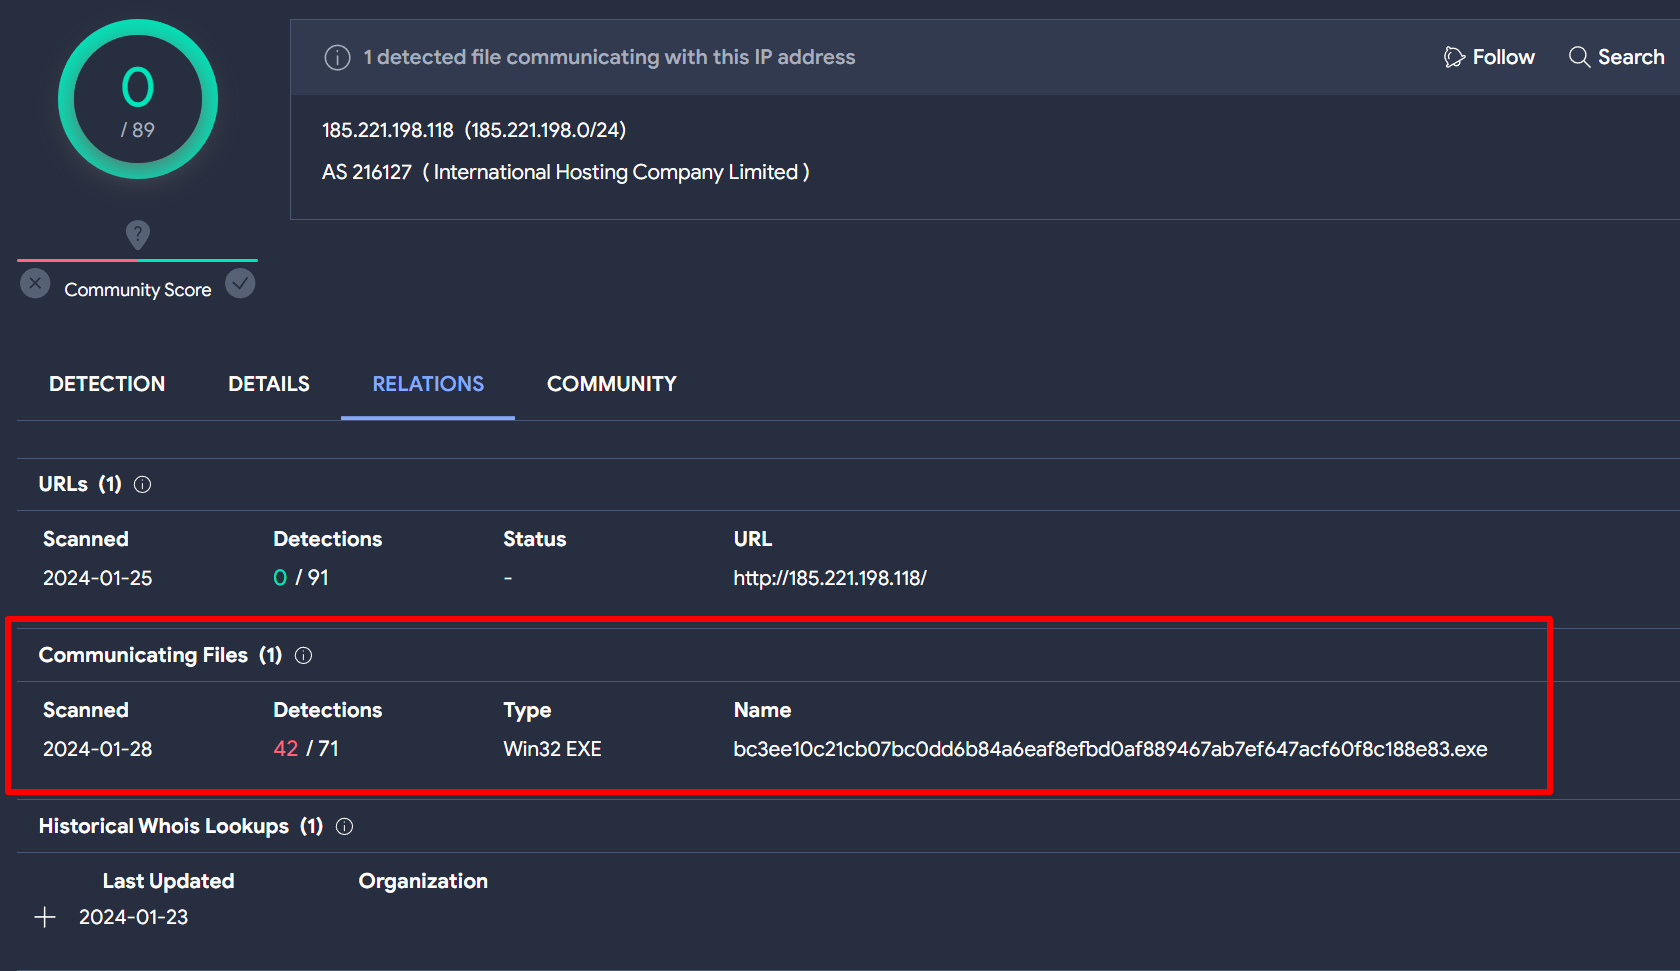 0
/ 89
1 detected file communicating with this IP address
Follow
Search
185.221.198.118 (185.221.198.0/24)
AS 216127 ( International Hosting Company Limited )
?
Community Score
DETECTION DETAILS RELATIONS COMMUNITY
URLs (1)
Scanned Detections Status URL
2024-01-25 0 / 91 - http://185.221.198.118/
Communicating Files (1)
Scanned Detections Type Name
2024-01-28 42 / 71 Win32 EXE bc3ee10c21cb07bc0dd6b84a6eaf8efbd0af889467ab7ef647acf60f8c188e83.exe
Historical Whois Lookups (1)
Last Updated Organization
2024-01-23